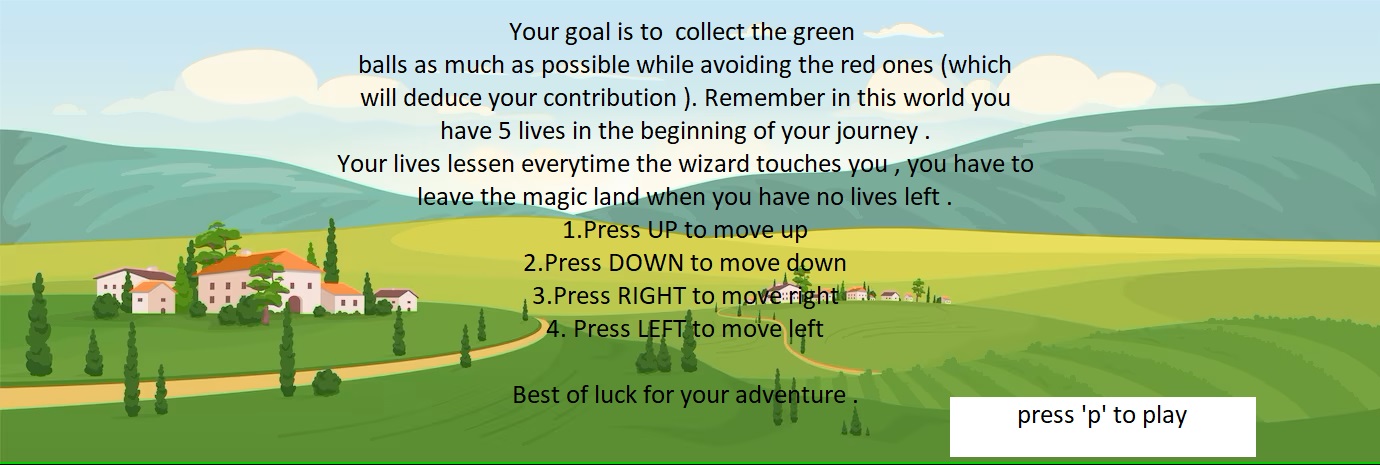 Your goal is to  collect the green
balls as much as possible while avoiding the red ones (which
will deduce your contribution ). Remember in this world you
have 5 lives in the beginning of your journey .
Your lives lessen everytime the wizard touches you , you have to
leave the magic land when you have no lives left .
1.Press UP to move up
2.Press DOWN to move down
3.Press RIGHT to move right
4. Press LEFT to move left
Best of luck for your adventure .
press 'p' to play